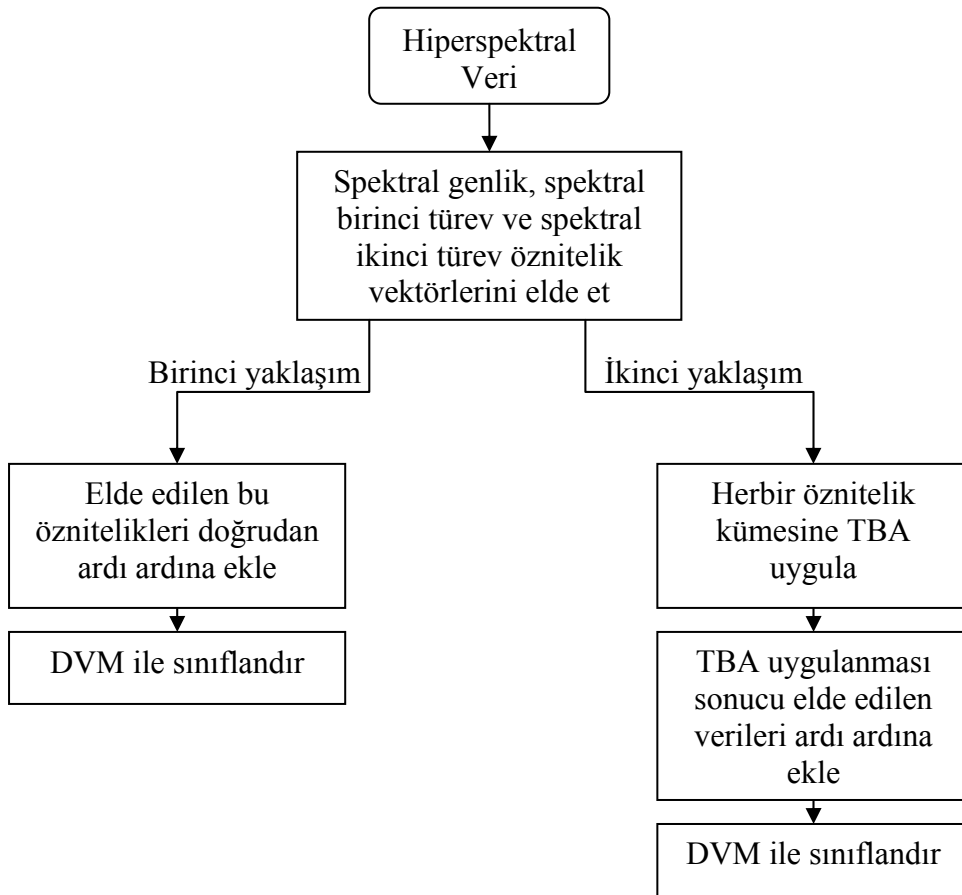 Hiperspektral
Veri
Spektral genlik, spektral
birinci türev ve spektral
ikinci türev öznitelik
vektörlerini elde et
Birinci yaklaşım
İkinci yaklaşım
Elde edilen bu
öznitelikleri doğrudan
ardı ardına ekle
DVM ile sınıflandır
Herbir öznitelik
kümesine TBA
uygula
TBA uygulanması
sonucu elde edilen
verileri ardı ardına
ekle
DVM ile sınıflandır